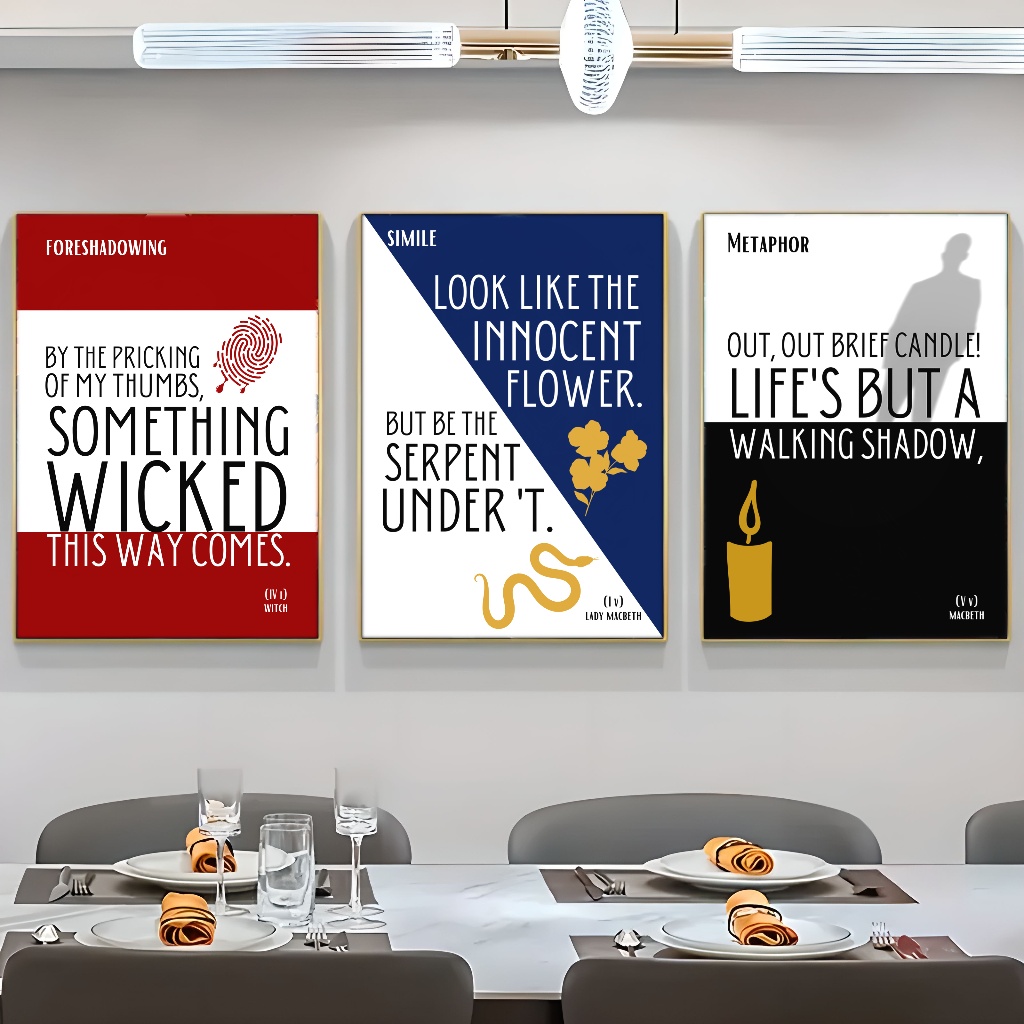 FORESHADOWING
BY THE PRICKING
OF MY THUMBS,
SOMETHING
WICKED
THIS WAY COMES.
(IV i)
WITCH
SIMILE
LOOK LIKE THE
INNOCENT
FLOWER.
BUT BE THE
SERPENT
UNDER 'T.
(I v)
LADY MACBETH
METAPHOR
OUT, OUT BRIEF CANDLE!
LIFE'S BUT A
WALKING SHADOW,
(V v)
MACBETH